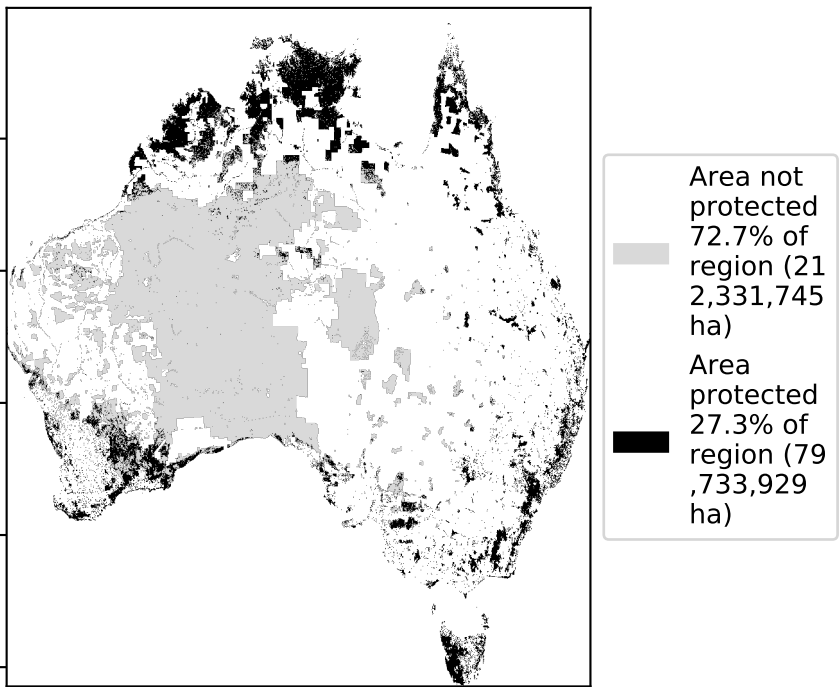 Area not
protected
72.7% of
region (21
2,331,745
ha)
Area
protected
27.3% of
region (79
,733,929
ha)